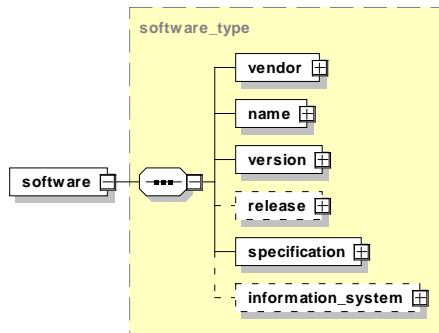 software_type
vendor
name
version
software
release
specification
information_system